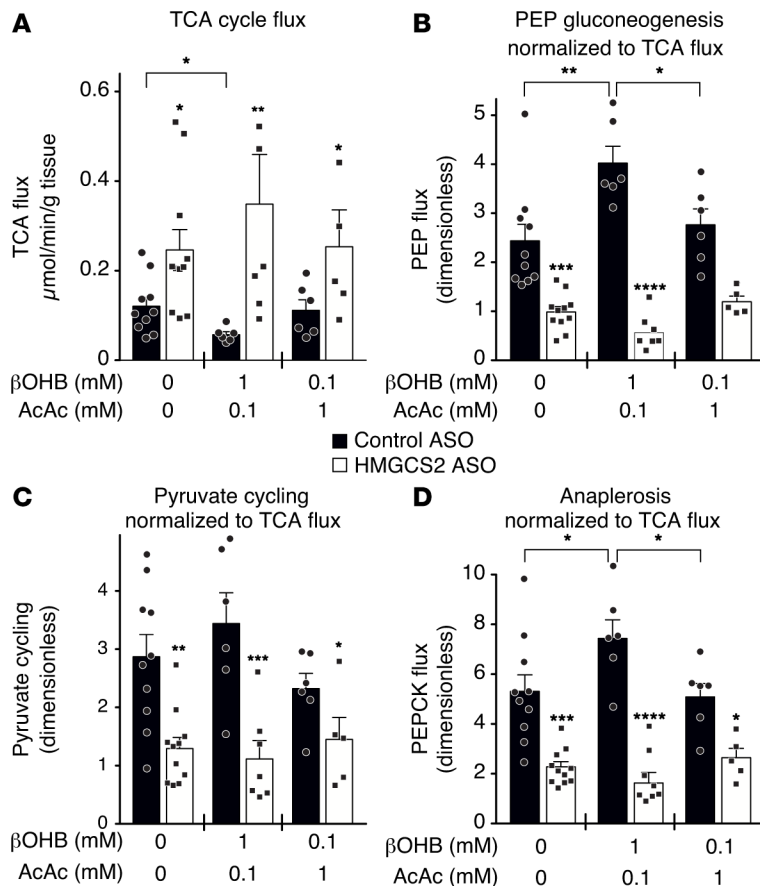 A
TCA cycle flux
*
*
**
*
TCA flux
µmol/min/g tissue
0.6
0.4
0.2
0
βOHB (mM) 0 1 0.1
AcAc (mM) 0 0.1 1
B
PEP gluconeogenesis
normalized to TCA flux
**
*
***
****
PEP flux
(dimensionless)
5
4
3
2
1
0
βOHB (mM) 0 1 0.1
AcAc (mM) 0 0.1 1
Control ASO
HMGCS2 ASO
C
Pyruvate cycling
normalized to TCA flux
**
***
*
Pyruvate cycling
(dimensionless)
4
3
2
1
0
βOHB (mM) 0 1 0.1
AcAc (mM) 0 0.1 1
D
Anaplerosis
normalized to TCA flux
*
*
***
****
*
PEPCK flux
(dimensionless)
10
8
6
4
2
0
βOHB (mM) 0 1 0.1
AcAc (mM) 0 0.1 1